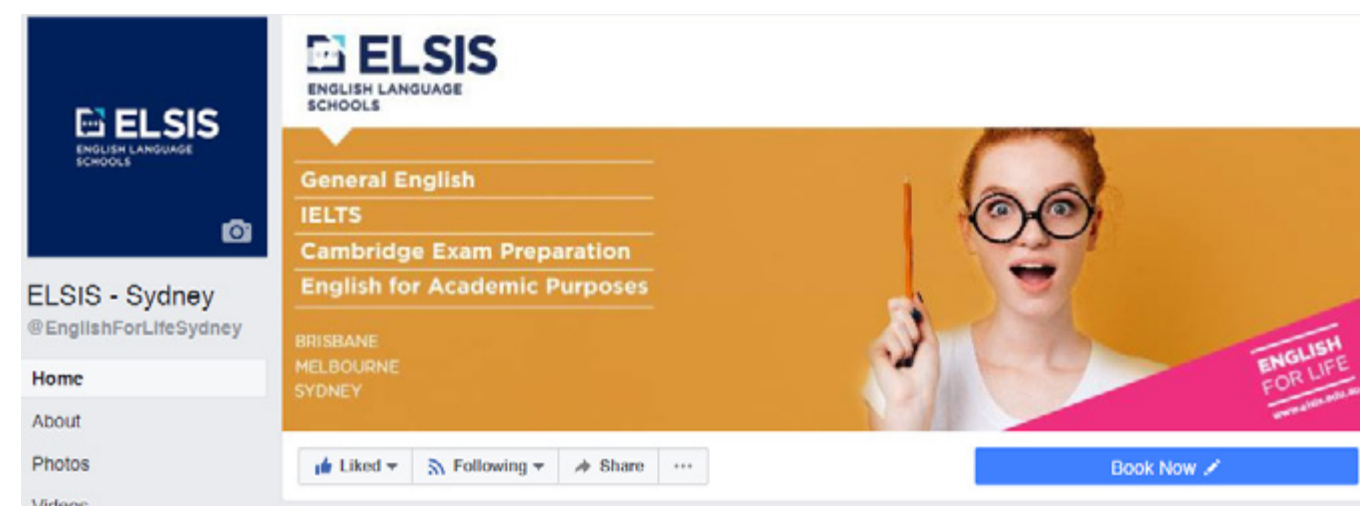 ELSIS
ENGLISH LANGUAGE
SCHOOLS
ELSIS - Sydney
@EnglishForLifeSydney
Home
About
Photos
Videos
ELSIS
ENGLISH LANGUAGE
SCHOOLS
General English
IELTS
Cambridge Exam Preparation
English for Academic Purposes
BRISBANE
MELBOURNE
SYDNEY
ENGLISH
FOR LIFE
www.elsis.edu.au
Liked
Following
Share
Book Now